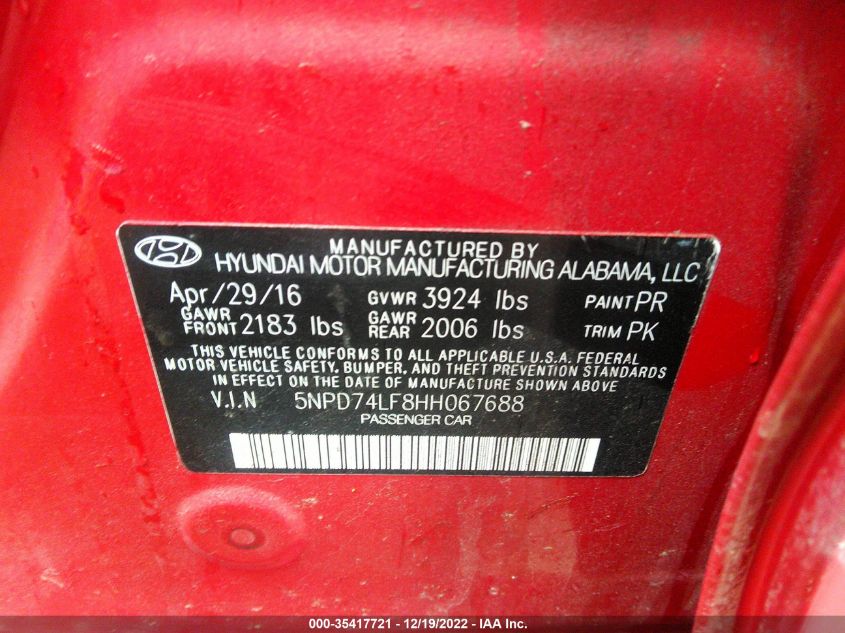 MANUFACTURED BY
HYUNDAI MOTOR MANUFACTURING ALABAMA, LLC
Apr/29/16 GVWR 3924 lbs PAINT PR
GAWR FRONT 2183 lbs GAWR REAR 2006 lbs TRIM PK
THIS VEHICLE CONFORMS TO ALL APPLICABLE U.S.A. FEDERAL
MOTOR VEHICLE SAFETY, BUMPER, AND THEFT PREVENTION STANDARDS
IN EFFECT ON THE DATE OF MANUFACTURE SHOWN ABOVE
V.I.N 5NPD74LF8HH067688
PASSENGER CAR
000-35417721 - 12/19/2022 - IAA Inc.